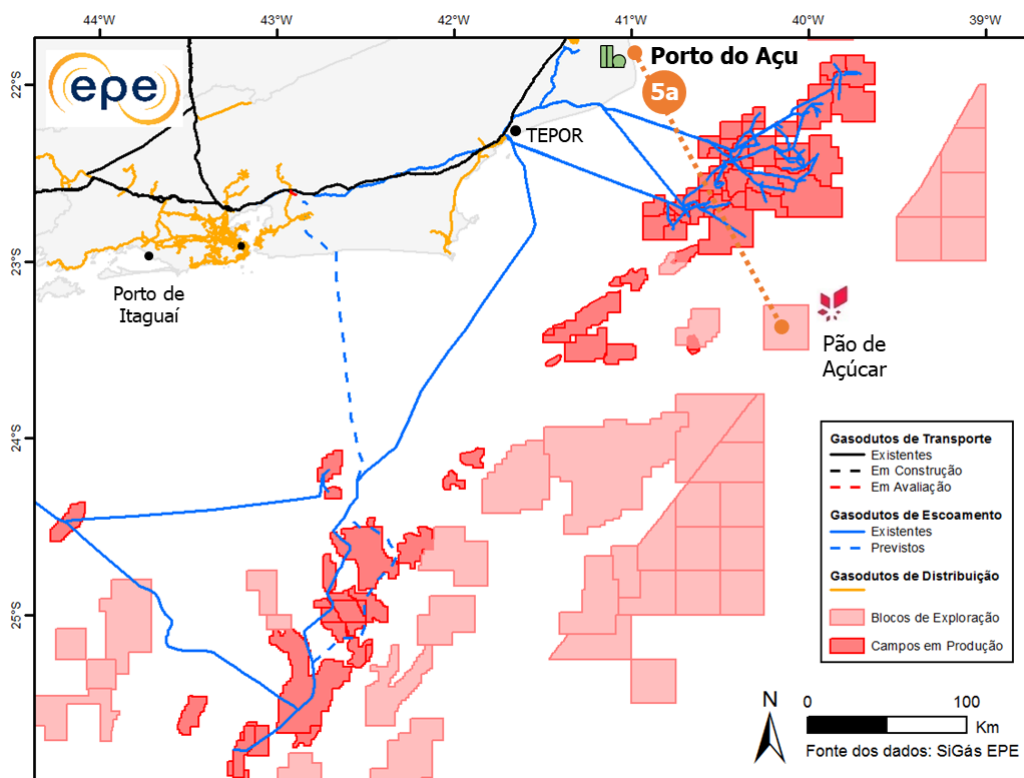 44°W
43°W
42°W
41°W
40°W
39°W
22°S
23°S
24°S
25°S
epe
Porto do Açu
5a
TEPOR
Porto de
Itaguaí
Pão de
Açúcar
Gasodutos de Transporte
Existentes
Em Construção
Em Avaliação
Gasodutos de Escoamento
Existentes
Previstos
Gasodutos de Distribuição
Blocos de Exploração
Campos em Produção
N
0 100
Km
Fonte dos dados: SiGás EPE